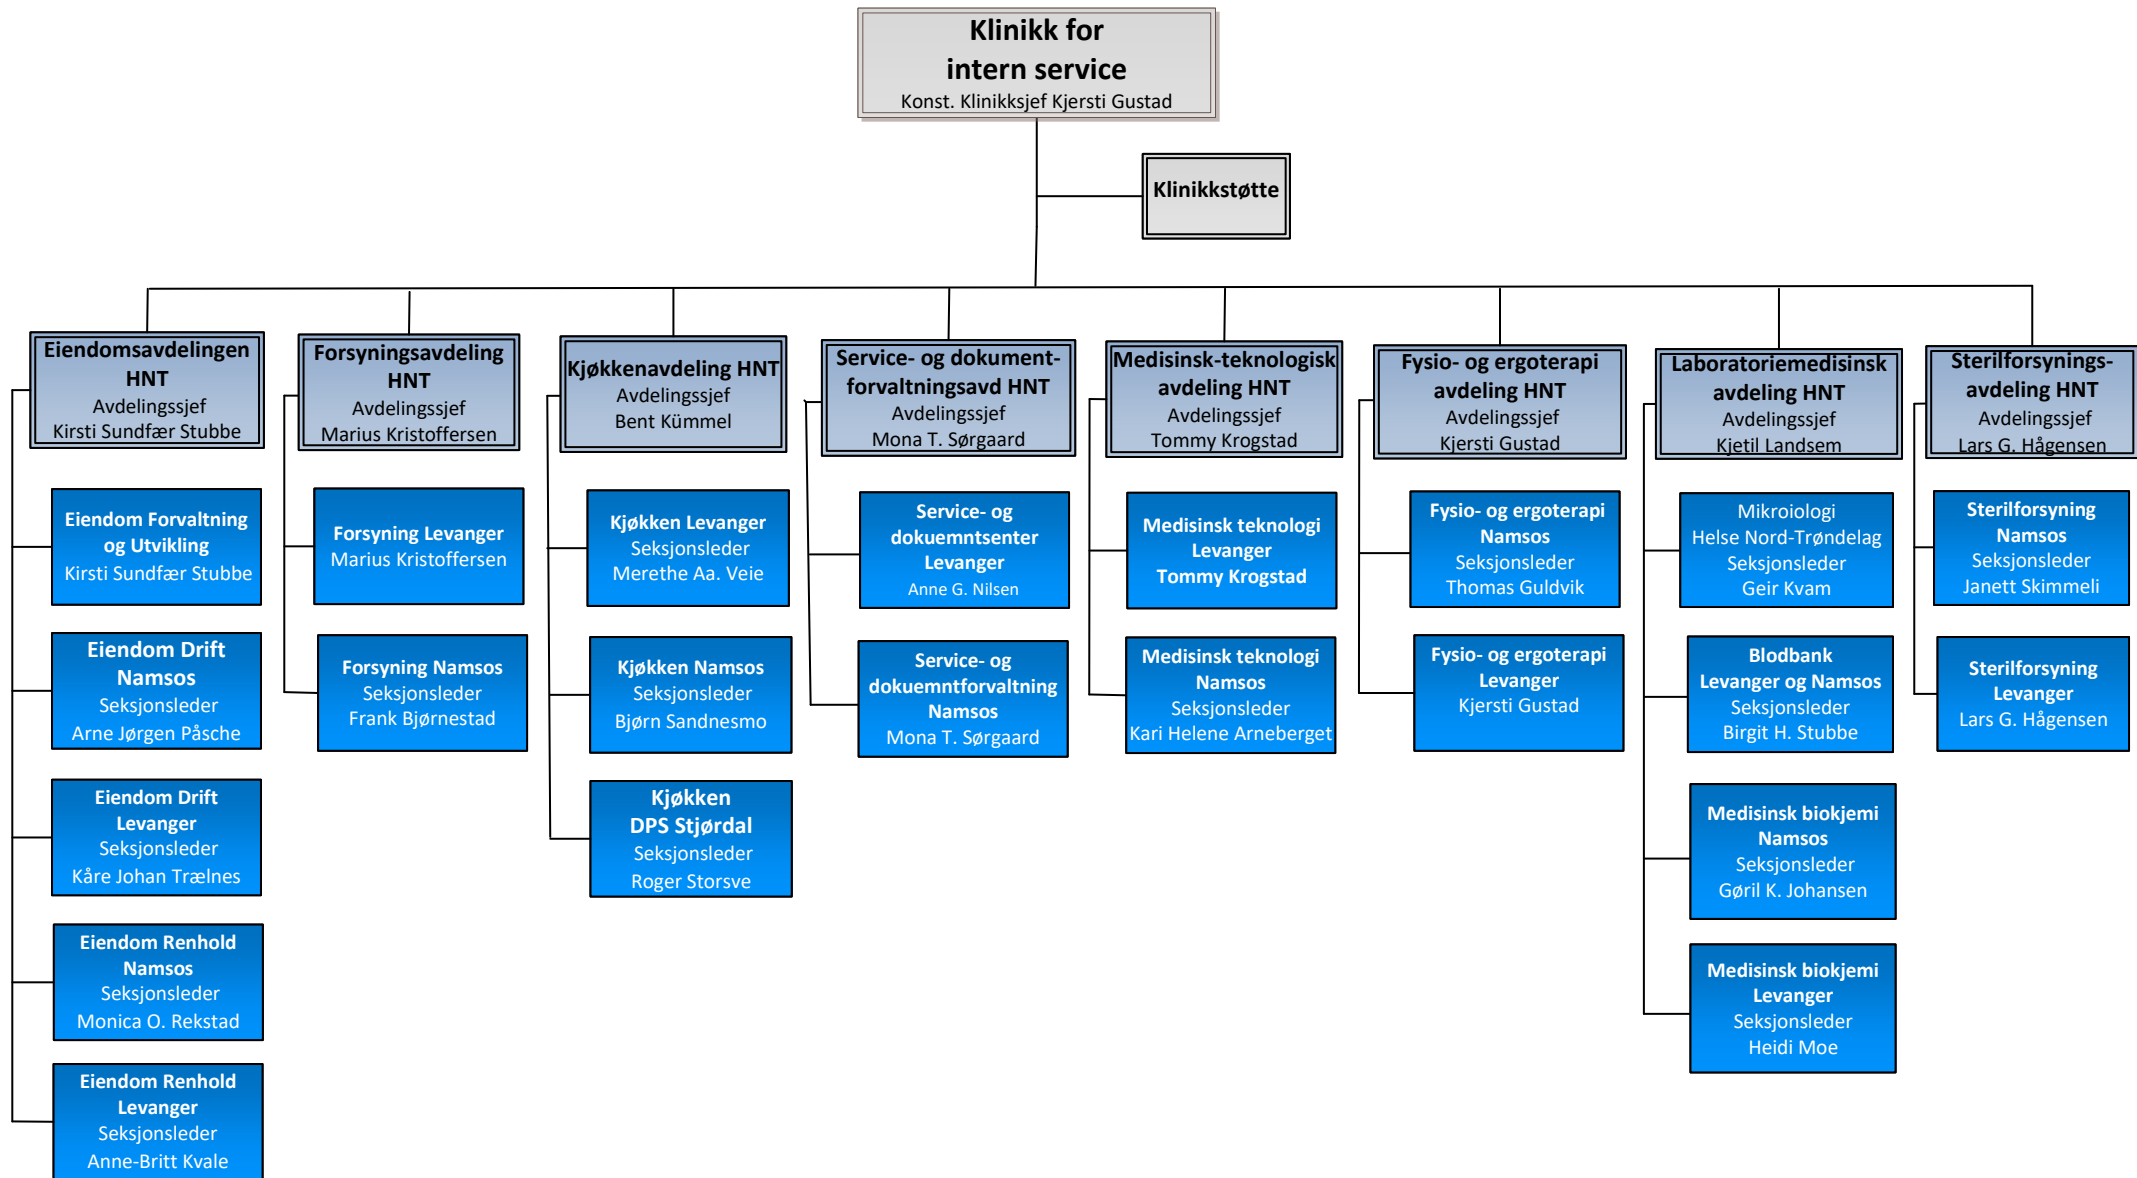 Klinikk for
intern service
Konst. Klinikksjef Kjersti Gustad
Klinikkstøtte
Eiendomsavdelingen
HNT
Avdelingssjef
Kirsti Sundfær Stubbe
Eiendom Forvaltning
og Utvikling
Kirsti Sundfær Stubbe
Eiendom Drift
Namsos
Seksjonsleder
Arne Jørgen Påsche
Eiendom Drift
Levanger
Seksjonsleder
Kåre Johan Trælnes
Eiendom Renhold
Namsos
Seksjonsleder
Monica O. Rekstad
Eiendom Renhold
Levanger
Seksjonsleder
Anne-Britt Kvale
Forsyningsavdeling
HNT
Avdelingssjef
Marius Kristoffersen
Forsyning Levanger
Marius Kristoffersen
Forsyning Namsos
Seksjonsleder
Frank Bjørnestad
Kjøkkenavdeling HNT
Avdelingssjef
Bent Kümmel
Kjøkken Levanger
Seksjonsleder
Merethe Aa. Veie
Kjøkken Namsos
Seksjonsleder
Bjørn Sandnesmo
Kjøkken
DPS Stjørdal
Seksjonsleder
Roger Storsve
Service- og dokument-
forvaltningsavd HNT
Avdelingssjef
Mona T. Sørgaard
Service- og
dokuemntsenter
Levanger
Anne G. Nilsen
Service- og
dokuemntforvaltning
Namsos
Mona T. Sørgaard
Medisinsk-teknologisk
avdeling HNT
Avdelingssjef
Tommy Krogstad
Medisinsk teknologi
Levanger
Tommy Krogstad
Medisinsk teknologi
Namsos
Seksjonsleder
Kari Helene Arneberget
Fysio- og ergoterapi
avdeling HNT
Avdelingssjef
Kjersti Gustad
Fysio- og ergoterapi
Namsos
Seksjonsleder
Thomas Guldvik
Fysio- og ergoterapi
Levanger
Kjersti Gustad
Laboratoriemedisinsk
avdeling HNT
Avdelingssjef
Kjetil Landsem
Mikroiologi
Helse Nord-Trøndelag
Seksjonsleder
Geir Kvam
Blodbank
Levanger og Namsos
Seksjonsleder
Birgit H. Stubbe
Medisinsk biokjemi
Namsos
Seksjonsleder
Gøril K. Johansen
Medisinsk biokjemi
Levanger
Seksjonsleder
Heidi Moe
Sterilforsynings-
avdeling HNT
Avdelingssjef
Lars G. Hågensen
Sterilforsyning
Namsos
Seksjonsleder
Janett Skimmeli
Sterilforsyning
Levanger
Lars G. Hågensen